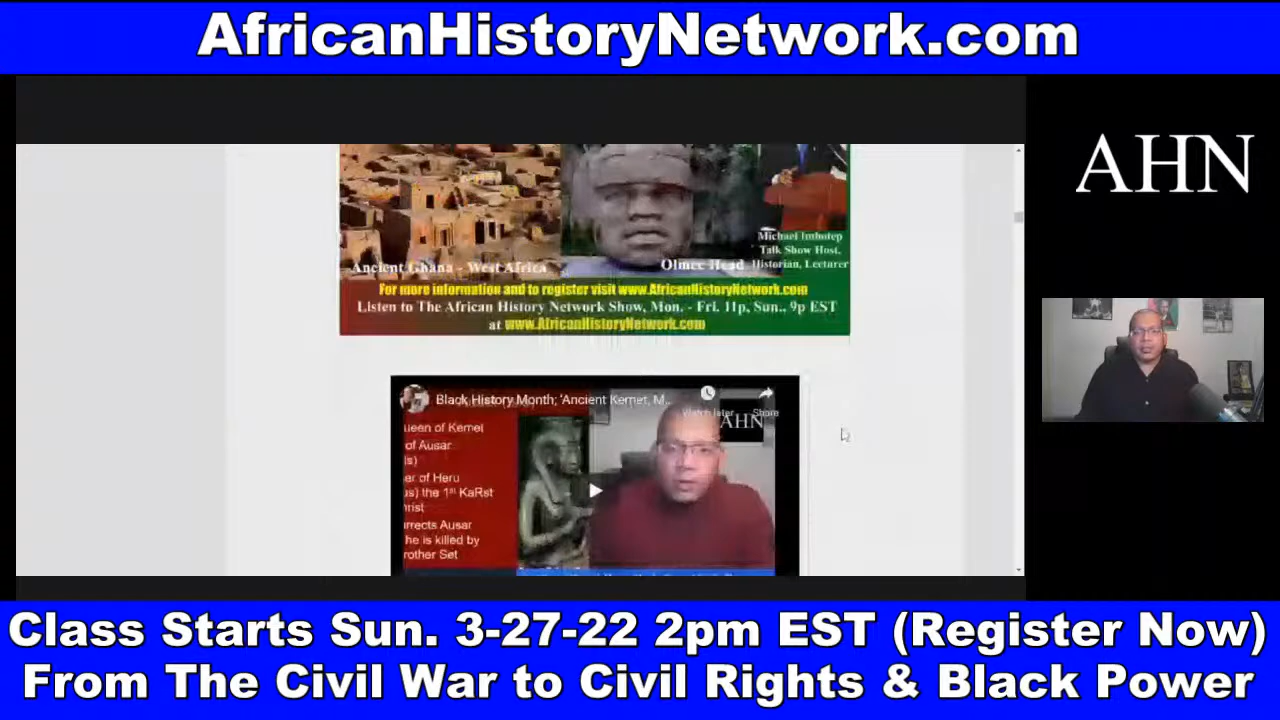 AfricanHistoryNetwork.com
AHN
Michael Imhotep
Talk Show Host,
Historian, Lecturer
Ancient Ghana - West Africa
Olmec Head
For more information and to register visit www.AfricanHistoryNetwork.com
Listen to The African History Network Show, Mon. - Fri. 11p, Sun., 9p EST
at www.AfricanHistoryNetwork.com
Black History Month; 'Ancient Kemet, M...
Watch later
Share
AHN
ueen of Kemet
of Ausar
is)
er of Heru
us) the 1st KaRst
rist
rrects Ausar
he is killed by
rother Set
Class Starts Sun. 3-27-22 2pm EST (Register Now)
From The Civil War to Civil Rights & Black Power